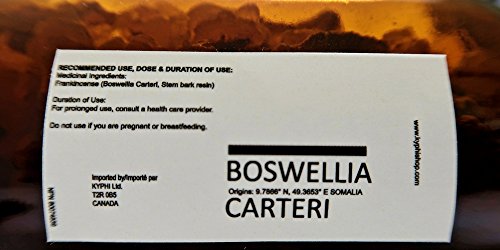 RECOMMENDED USE, DOSE & DURATION OF USE:
Medicinal Ingredients:
Frankincense (Boswellia Carteri, Stem bark resin)
Duration of Use:
For prolonged use, consult a health care provider.
Do not use if you are pregnant or breastfeeding.
Imported by/Importé par
KYPHI Ltd.
T2R 0B5
CANADA
BOSWELLIA
Origins: 9.7866° N, 49.3653° E SOMALIA
CARTERI
www.kyphishop.com
NPN